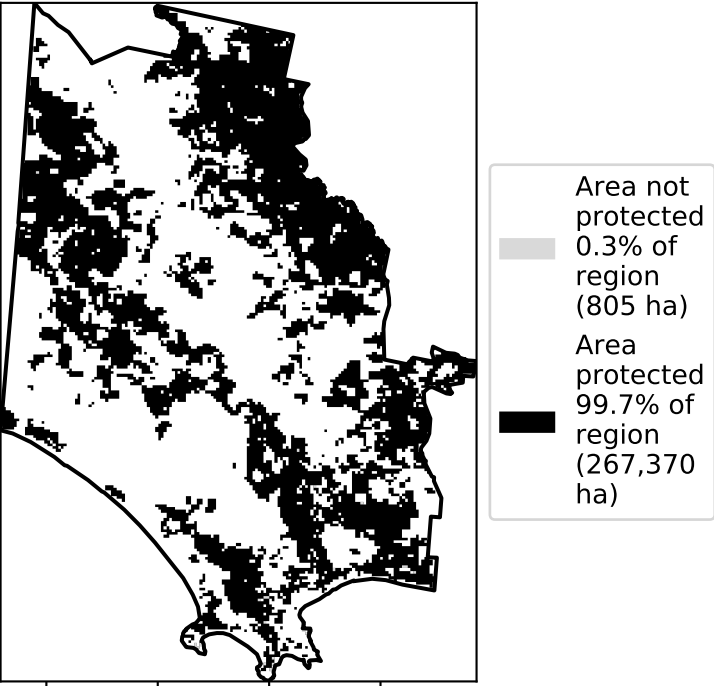 Area not
protected
0.3% of
region
(805 ha)
Area
protected
99.7% of
region
(267,370
ha)